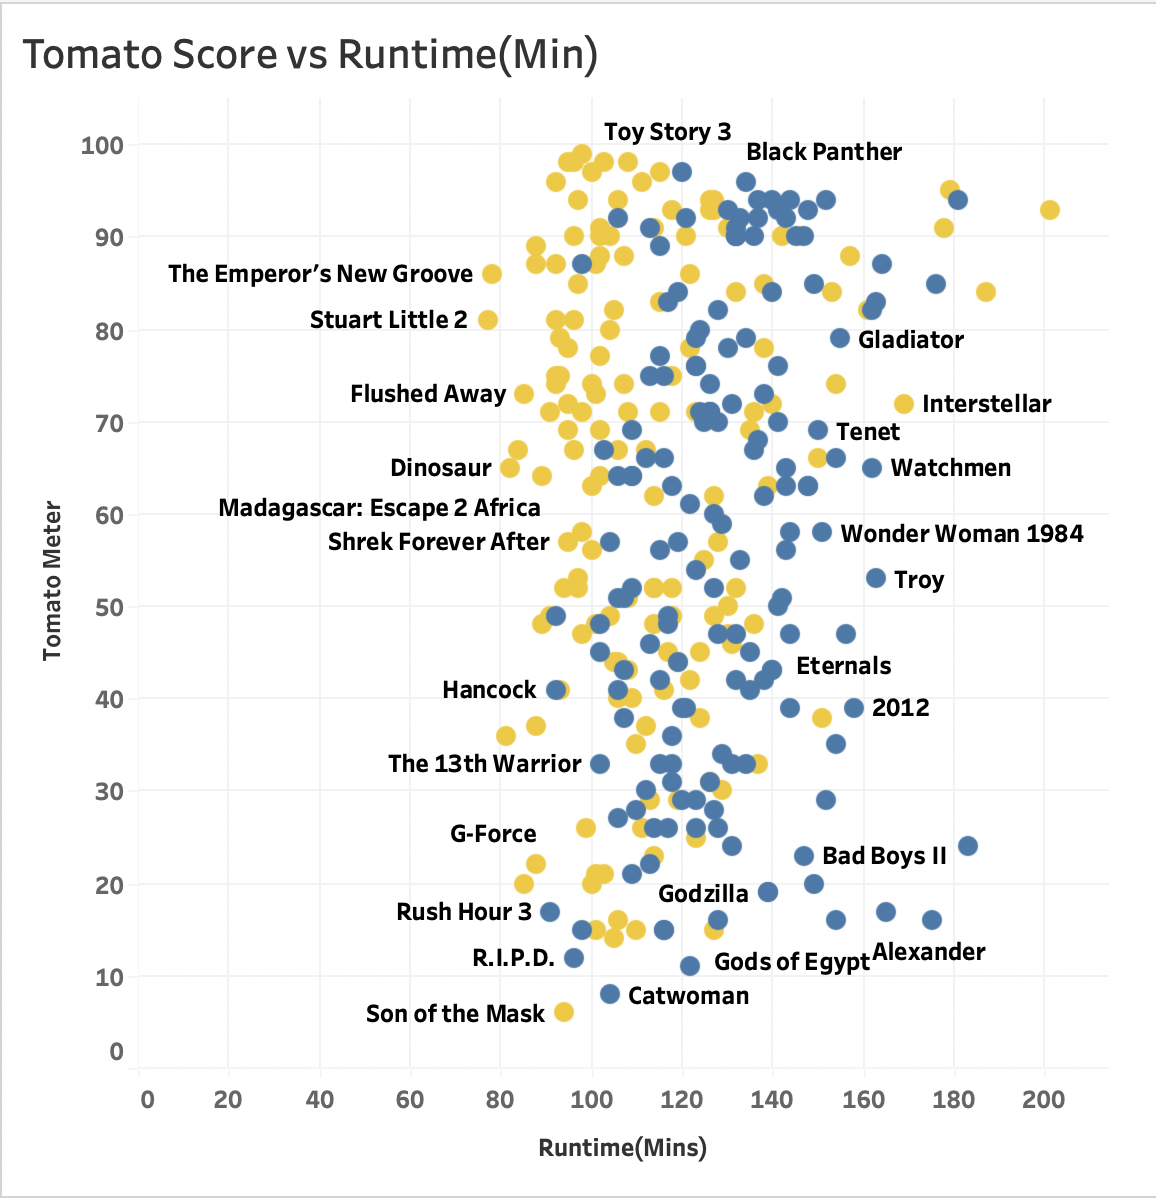 Tomato Score vs Runtime(Min)
Toy Story 3
100
Black Penther
90
The Emperor’s New Groove
Stuart Little 2
80
Gladiator
Flushed Away
Interstellar
70
Tenet
Dinosaur
Watchmen
Madagascar: Escape 2 Africa
60
Wonder Woman 1984
Shrek Forever After
Troy
Tomato Meter
50
Eternals
Hancock
40
2012
The 13th Warrior
30
G-Force
Bad Boys II
20
Godzilla
Rush Hour 3
Alexander
R.I.P.D.
Gods of Egypt
10
Catwoman
Son of the Mask
0
0 20 40 60 80 100 120 140 160 180 200
Runtime(Mins)